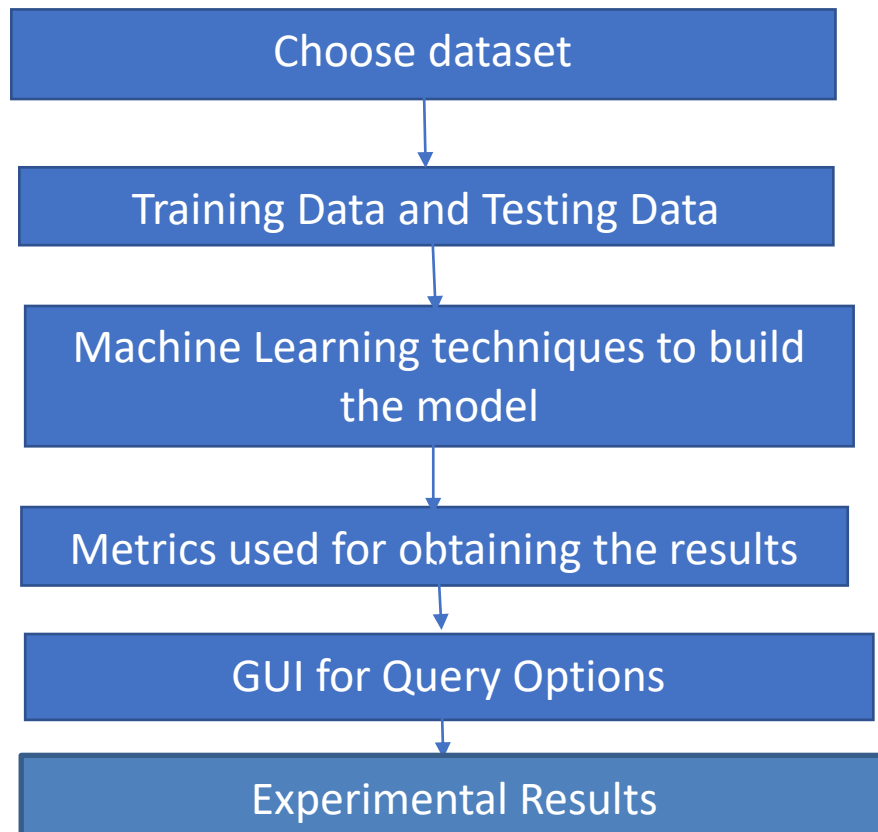 Choose dataset
Training Data and Testing Data
Machine Learning techniques to build
the model
Metrics used for obtaining the results
GUI for Query Options
Experimental Results